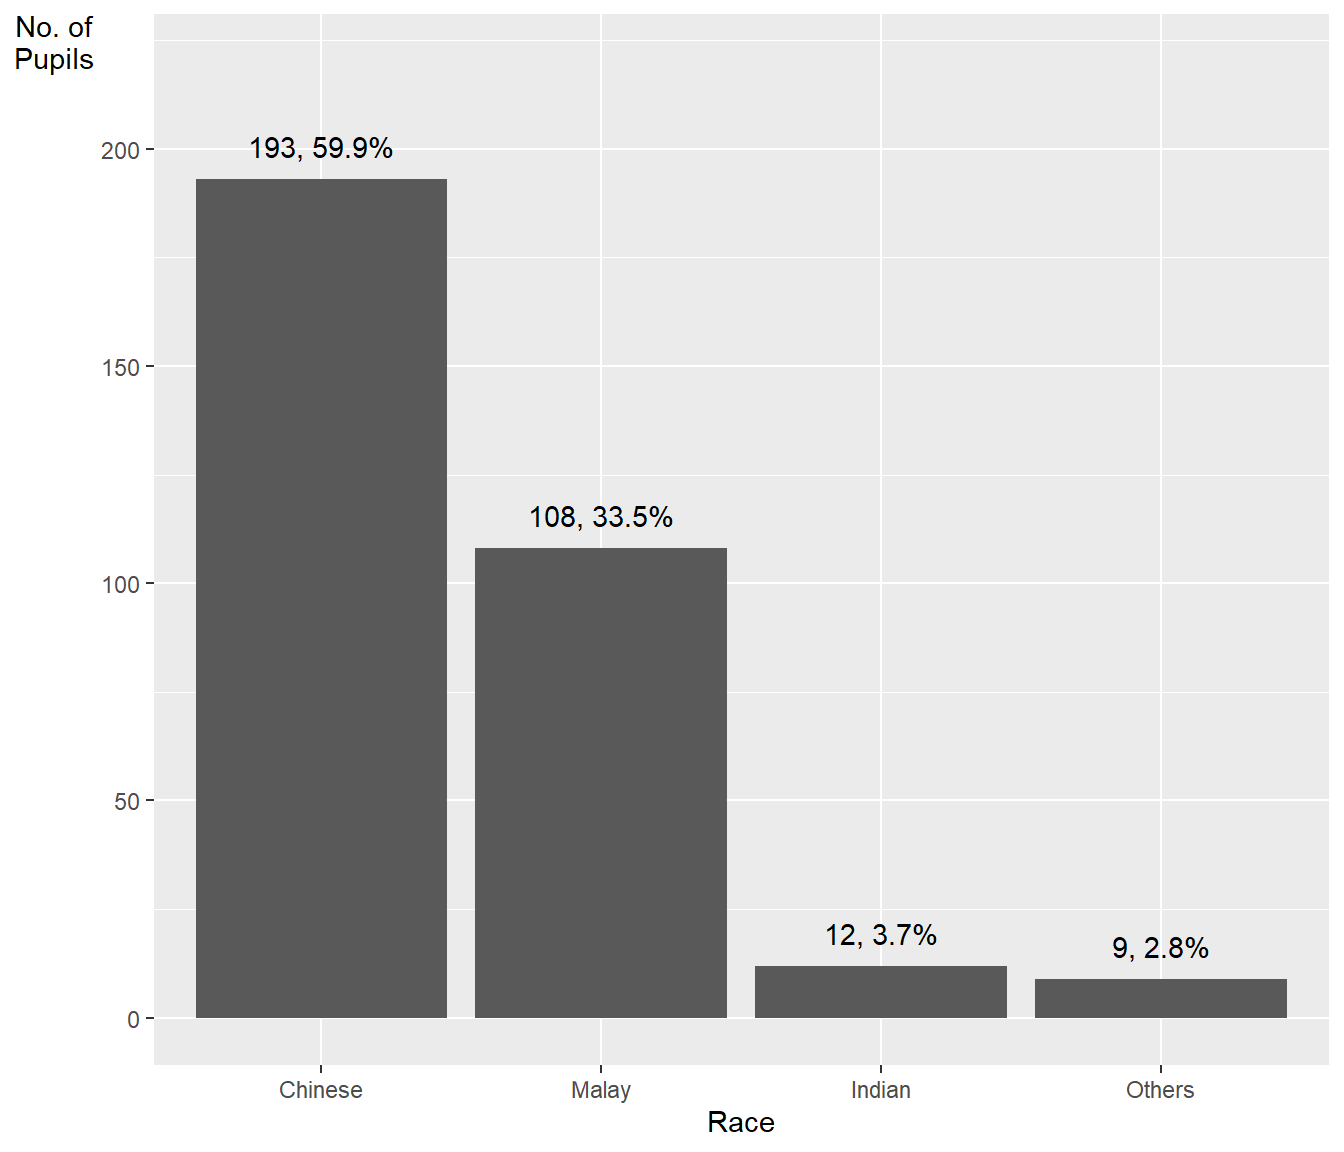 No. of
Pupils
193, 59.9%
200
150
108, 33.5%
100
50
12, 3.7%
9, 2.8%
0
Chinese
Malay
Indian
Others
Race